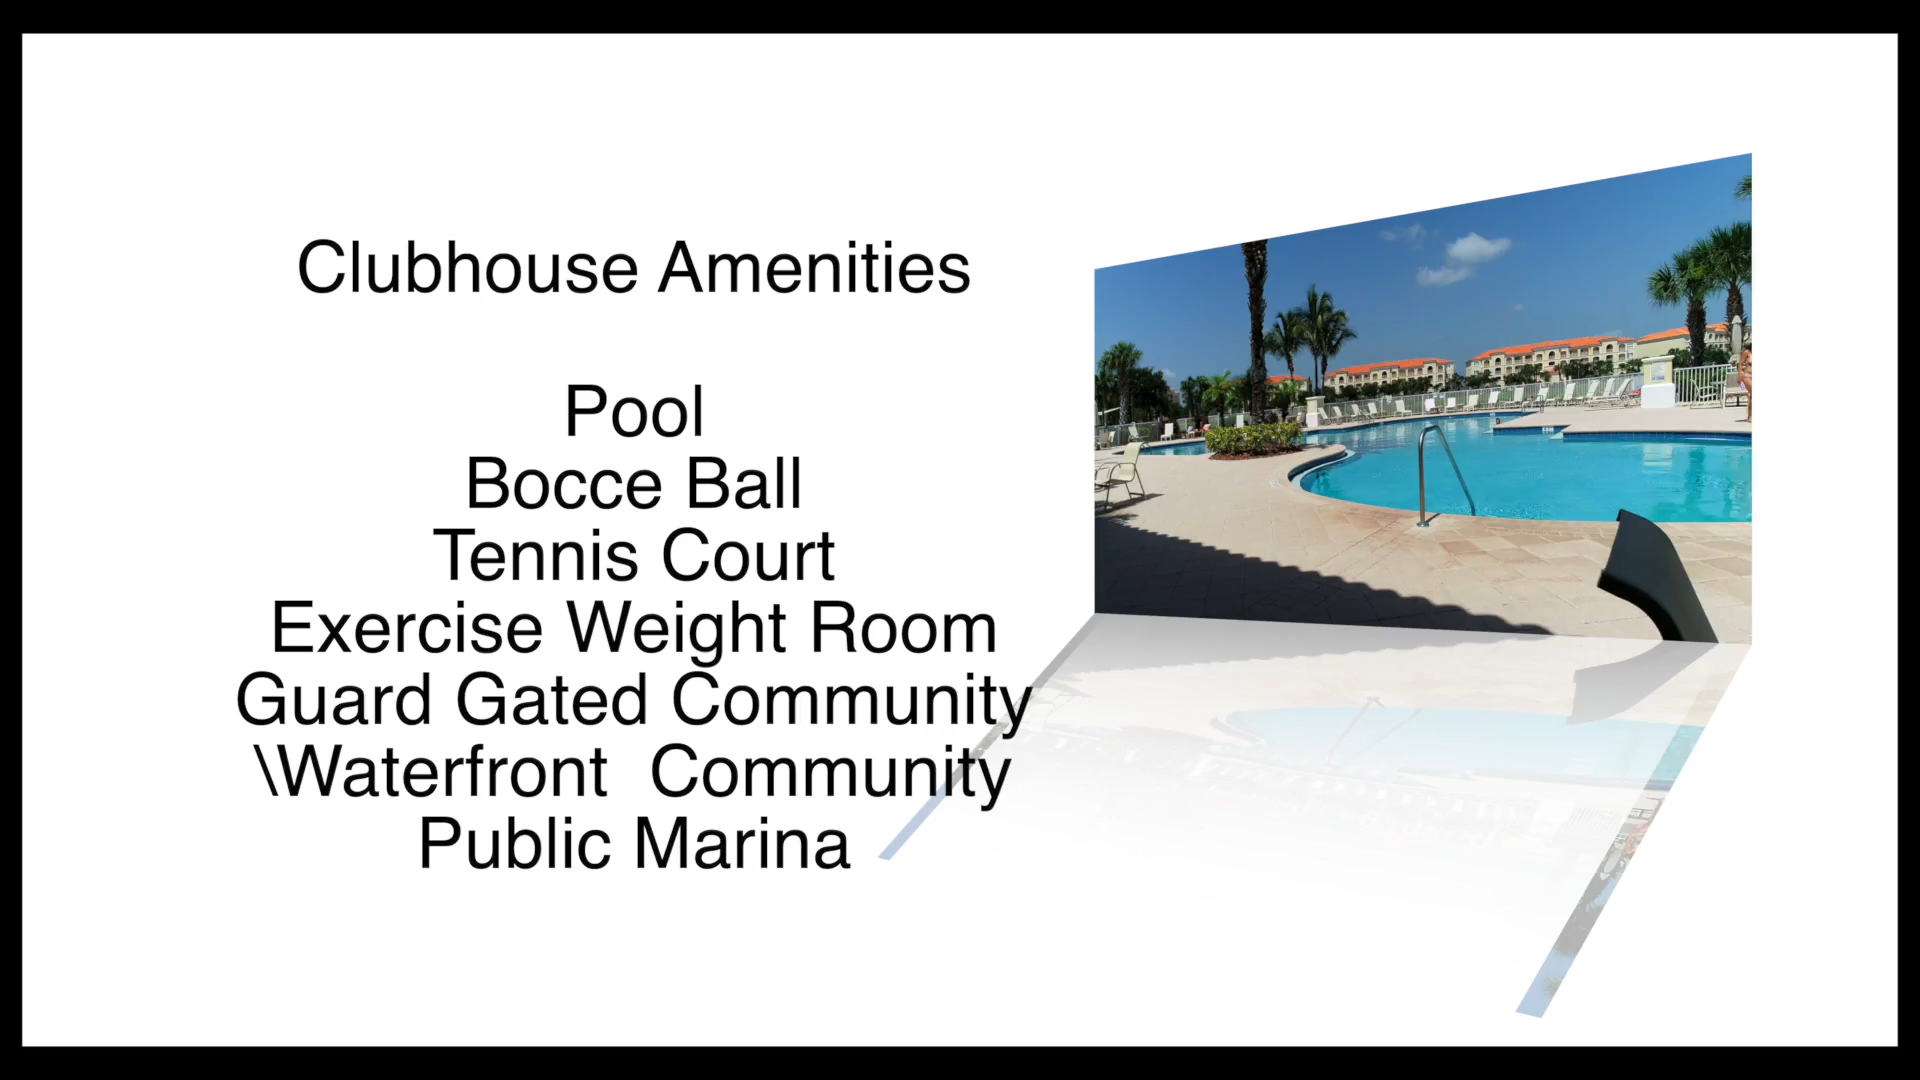 Clubhouse Amenities
Pool
Bocce Ball
Tennis Court
Exercise Weight Room
Guard Gated Community
\Waterfront  Community
Public Marina